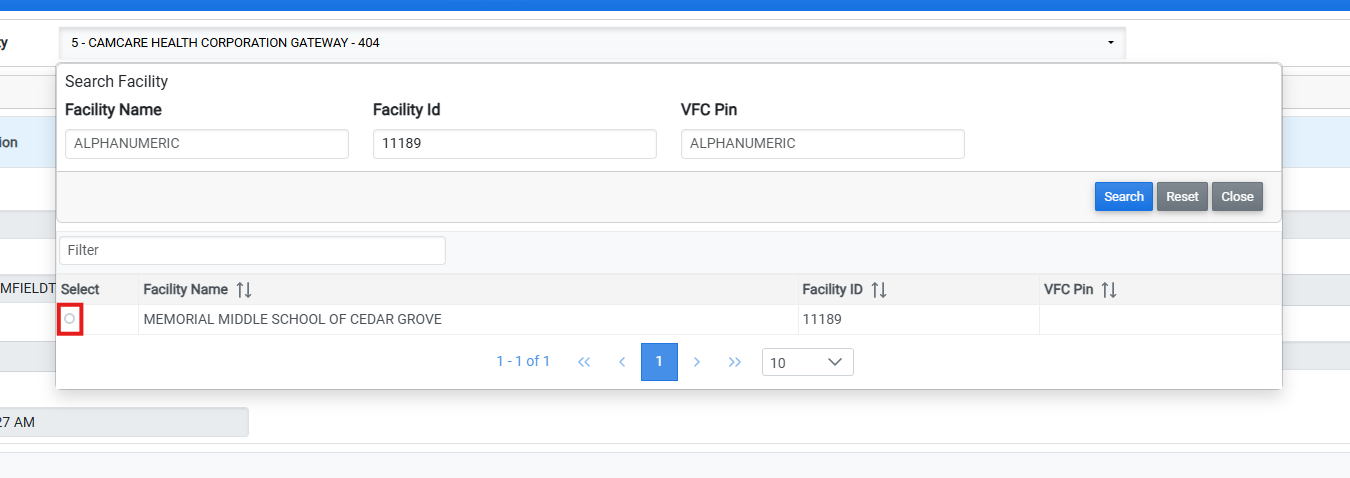 ty
5 - CAMCARE HEALTH CORPORATION GATEWAY - 404
Search Facility
Facility Name Facility Id VFC Pin
ALPHANUMERIC 11189 ALPHANUMERIC
ion
Search Reset Close
Filter
MFIELDT
Select Facility Name Facility ID VFC Pin
MEMORIAL MIDDLE SCHOOL OF CEDAR GROVE 11189
1 - 1 of 1 << < 1 > >> 10
27 AM